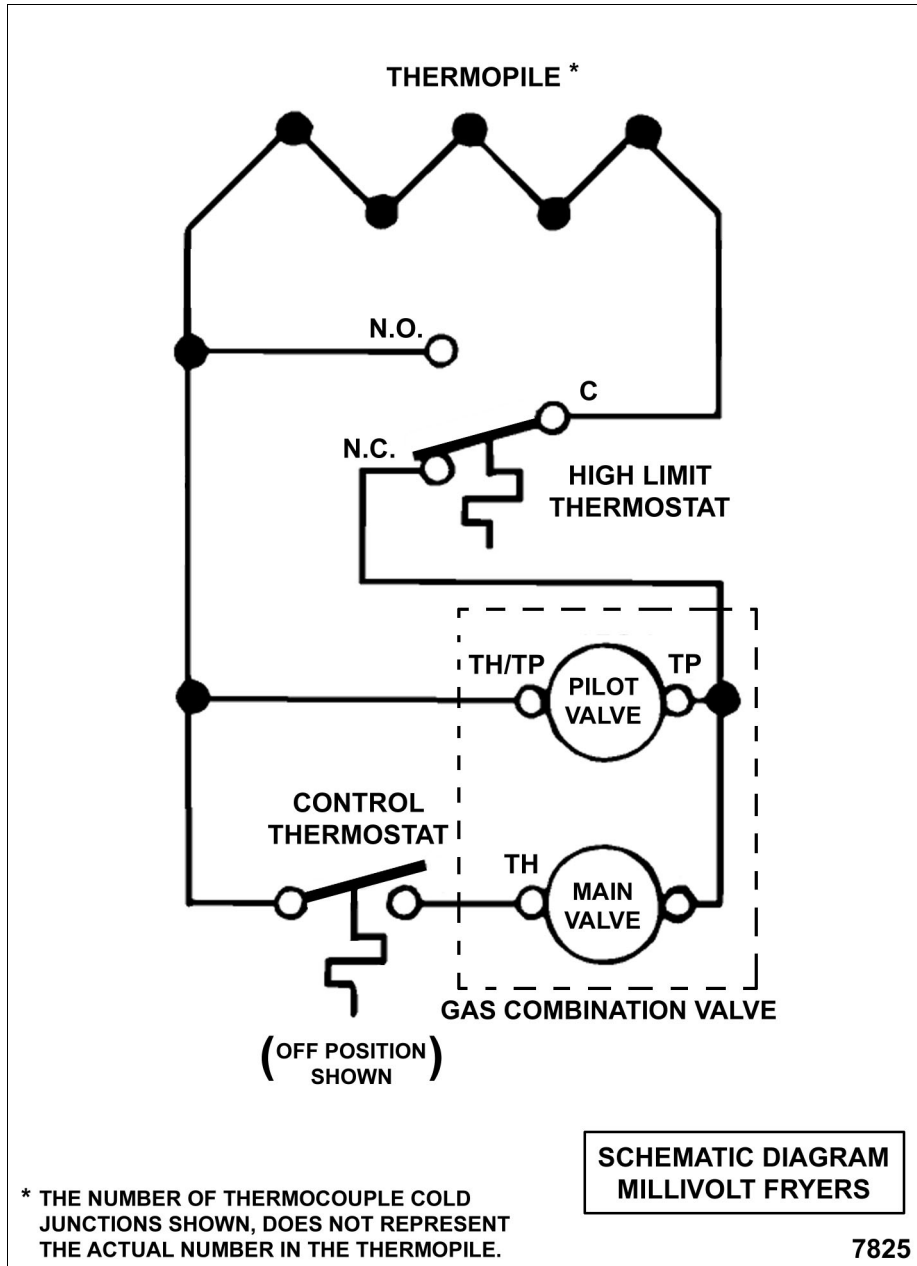 THERMOPILE *
N.O.
C
N.C.
HIGH LIMIT
THERMOSTAT
TH/TP
TP
PILOT
VALVE
CONTROL
THERMOSTAT
TH
MAIN
VALVE
GAS COMBINATION VALVE
(OFF POSITION
SHOWN)
SCHEMATIC DIAGRAM
MILLIVOLT FRYERS
* THE NUMBER OF THERMOCOUPLE COLD
JUNCTIONS SHOWN, DOES NOT REPRESENT
THE ACTUAL NUMBER IN THE THERMOPILE.
7825